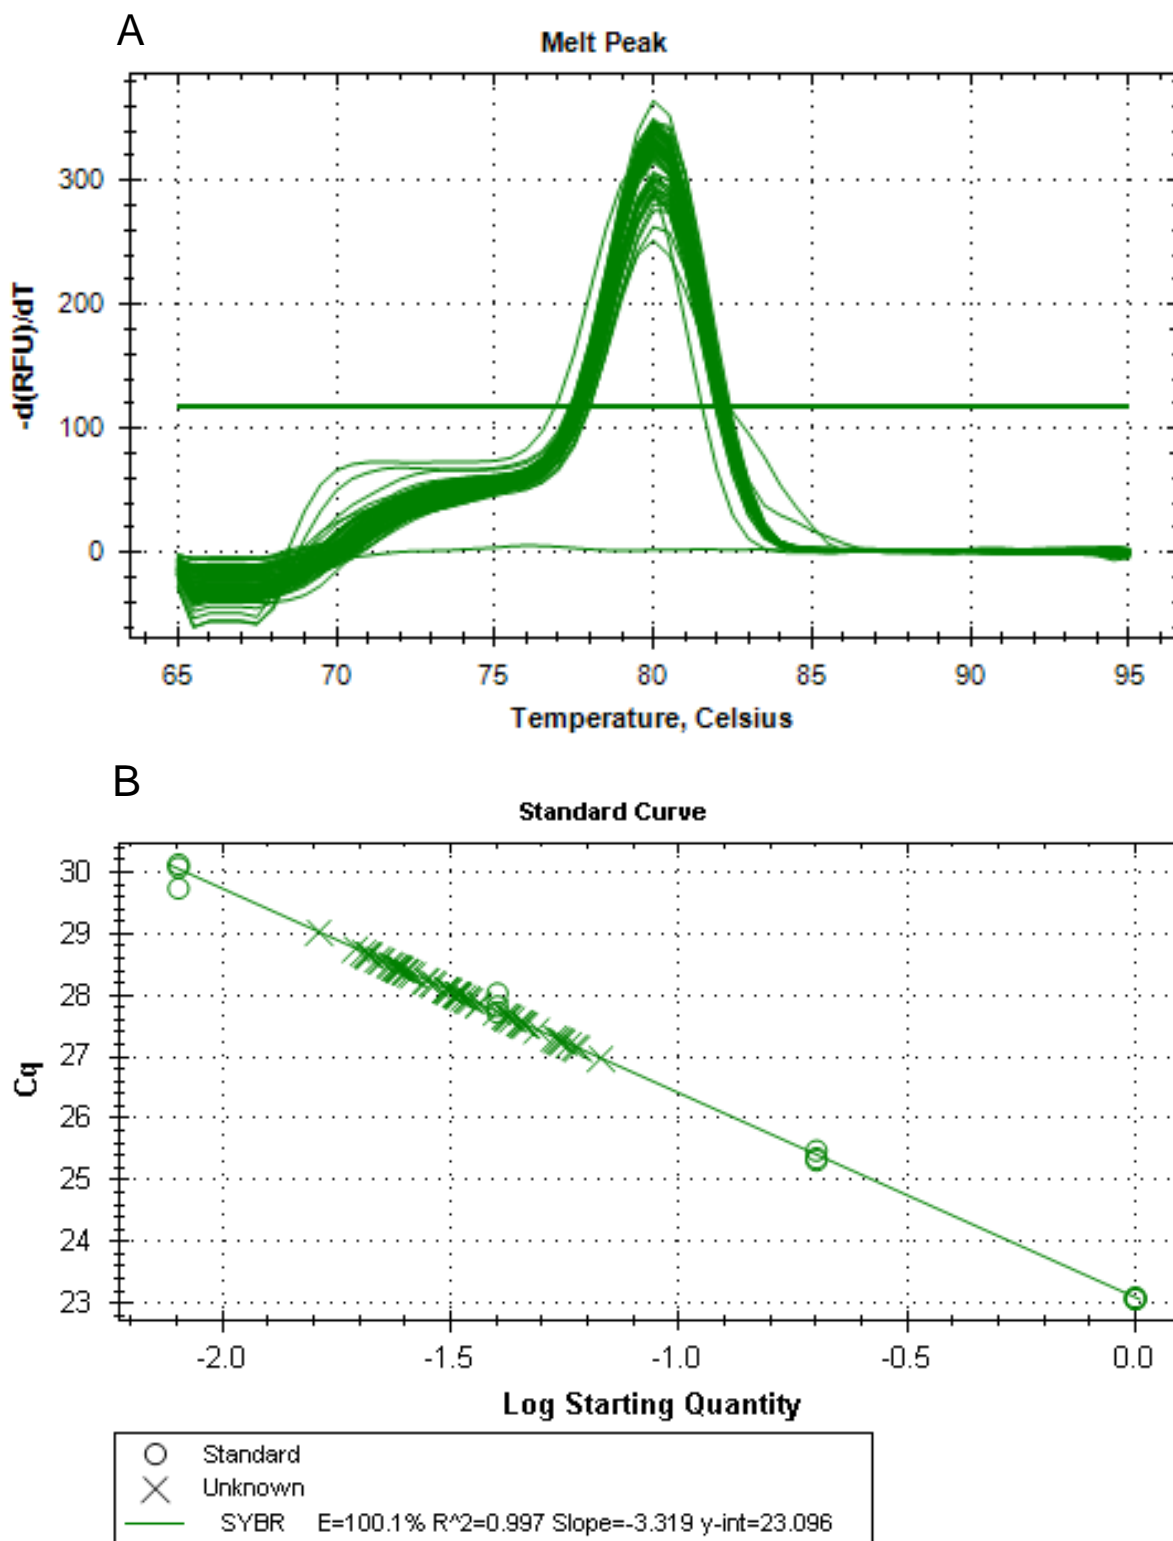 A
Melt Peak
300
200
100
0
-d(RFU)/dT
65 70 75 80 85 90 95
Temperature, Celsius
B
Standard Curve
30
29
28
27
26
25
24
23
Cq
-2.0 -1.5 -1.0 -0.5 0.0
Log Starting Quantity
Standard
Unknown
SYBR E=100.1% R^2=0.997 Slope=-3.319 y-int=23.096